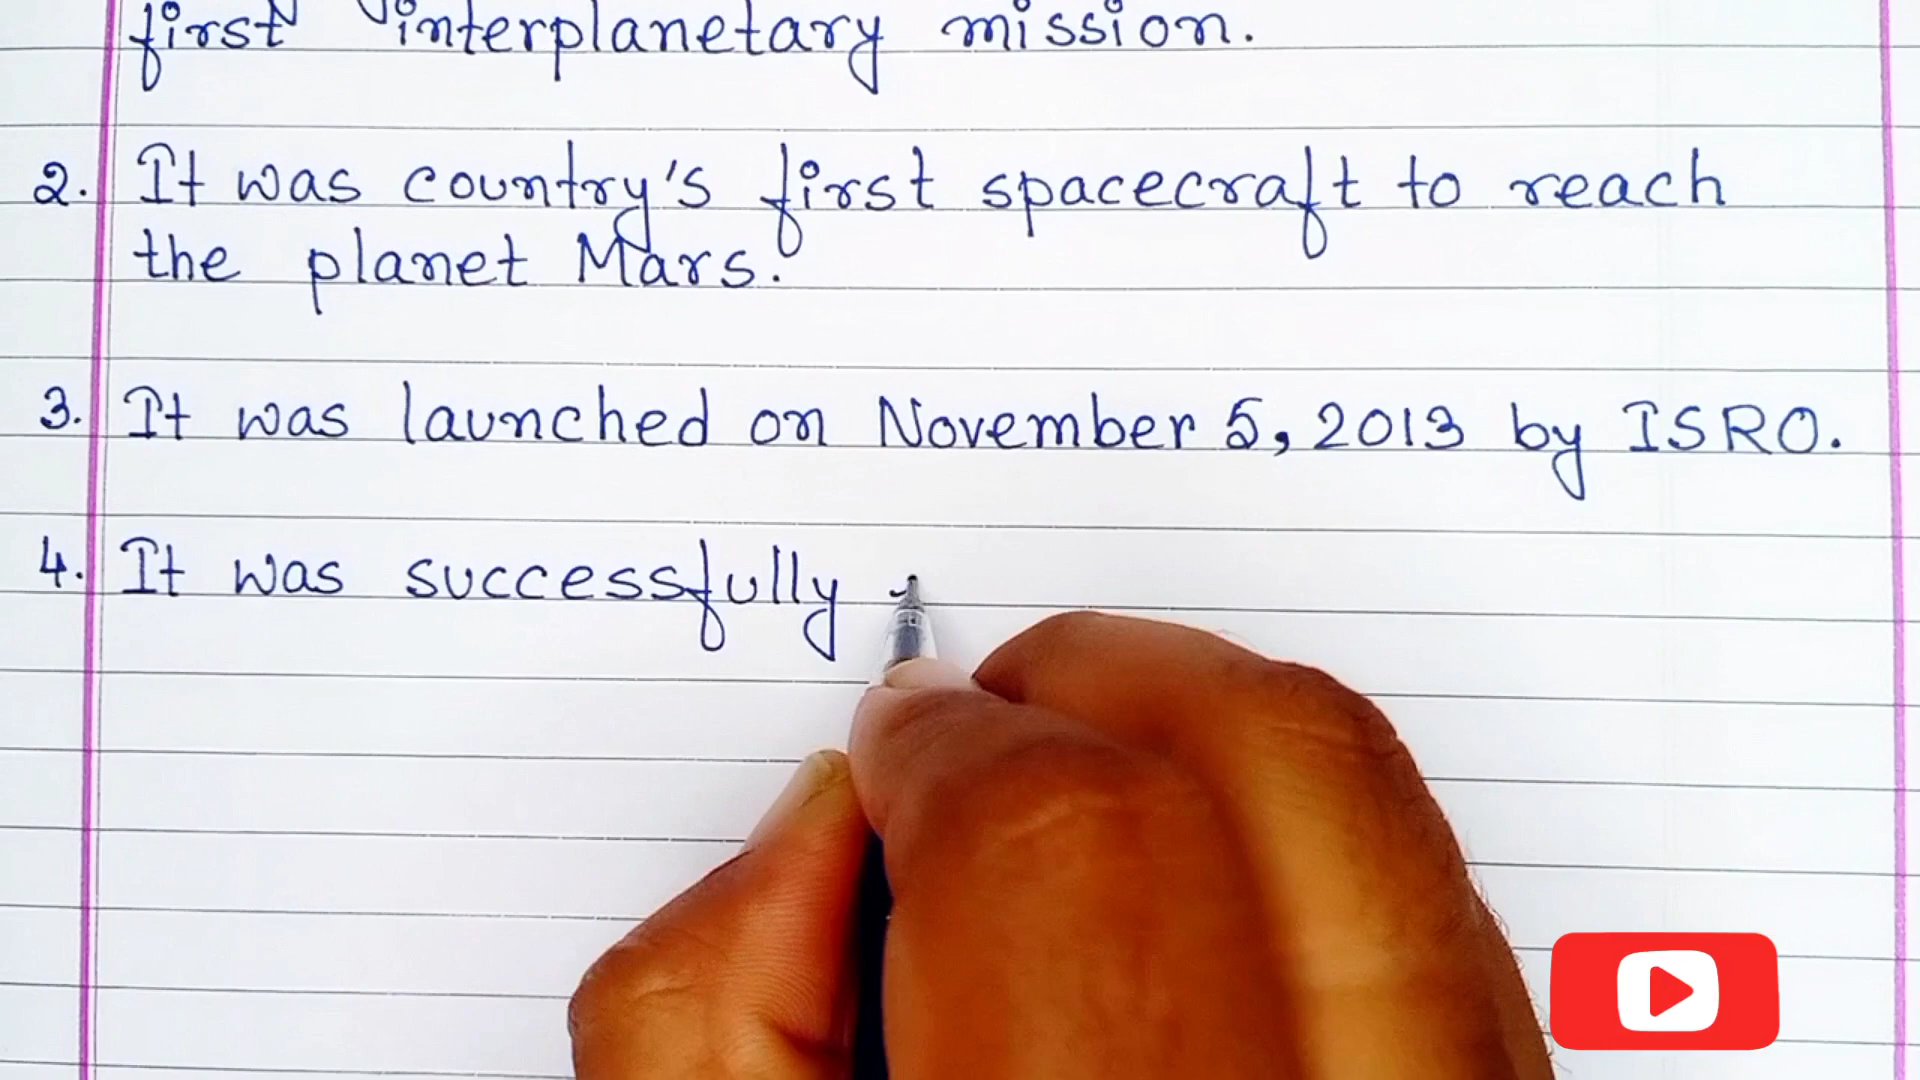 first interplanetary mission.
2. It was country's first spacecraft to reach
the planet Mars.
3. It was launched on November 5, 2013 by ISRO.
4. It was successfully